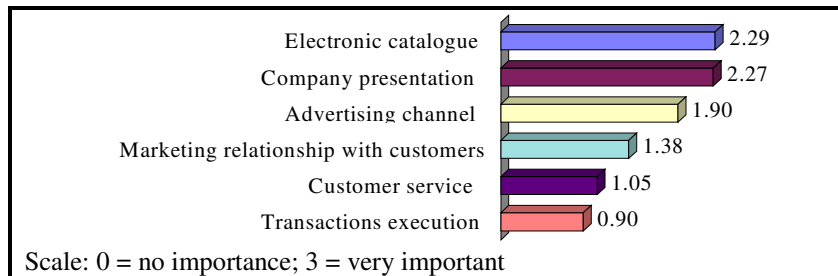 Electronic catalogue 2.29
Company presentation 2.27
Advertising channel 1.90
Marketing relationship with customers 1.38
Customer service 1.05
Transactions execution 0.90
Scale: 0 = no importance; 3 = very important